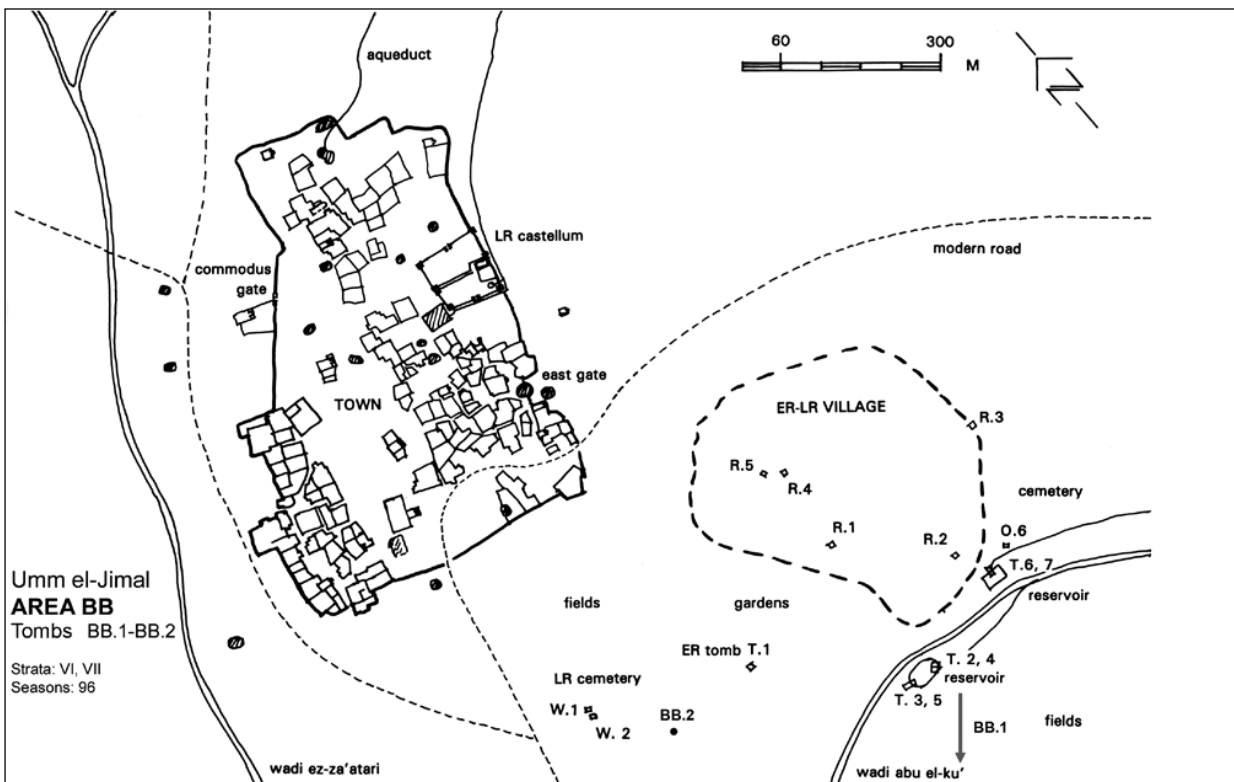 aqueduct
60
300
M
LR castellum
modern road
commodus
gate
east gate
TOWN
ER-LR VILLAGE
R.3
R.5
R.4
cemetery
R.1
R.2
O.6
T.6, 7
reservoir
Umm el-Jimal
AREA BB
Tombs BB.1-BB.2
Strata: VI, VII
Seasons: 96
fields
gardens
ER tomb T.1
T. 2, 4
reservoir
T. 3, 5
LR cemetery
W.1
W. 2
BB.2
BB.1
fields
wadi ez-za'atari
wadi abu el-ku'